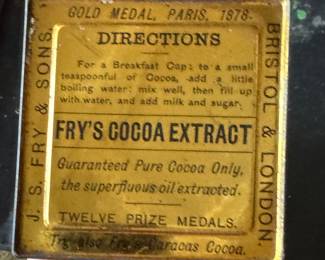 GOLD MEDAL, PARIS, 1878.
J. S. FRY & SONS,
BRISTOL & LONDON.
DIRECTIONS
For a Breakfast Cup: to a small
teaspoonful of Cocoa, add a little
boiling water: mix well, then fill up
with water, and add milk and sugar.
FRY'S COCOA EXTRACT
Guaranteed Pure Cocoa Only,
the superfluous oil extracted.
TWELVE PRIZE MEDALS.
Try also Fry's Caracas Cocoa.